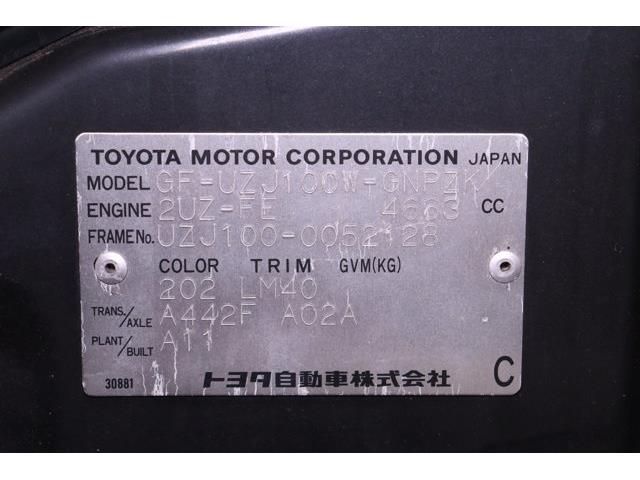 TOYOTA MOTOR CORPORATION JAPAN
MODEL GF-UZJ100W-GNPZK
ENGINE 2UZ-FE 4663 CC
FRAME No. UZJ100-0052128
C COLOR TRIM GVM(KG)
202 LM40
TRANS./AXLE A442F A02A
PLANT/BUILT A11
30881 トヨタ自動車株式会社 C